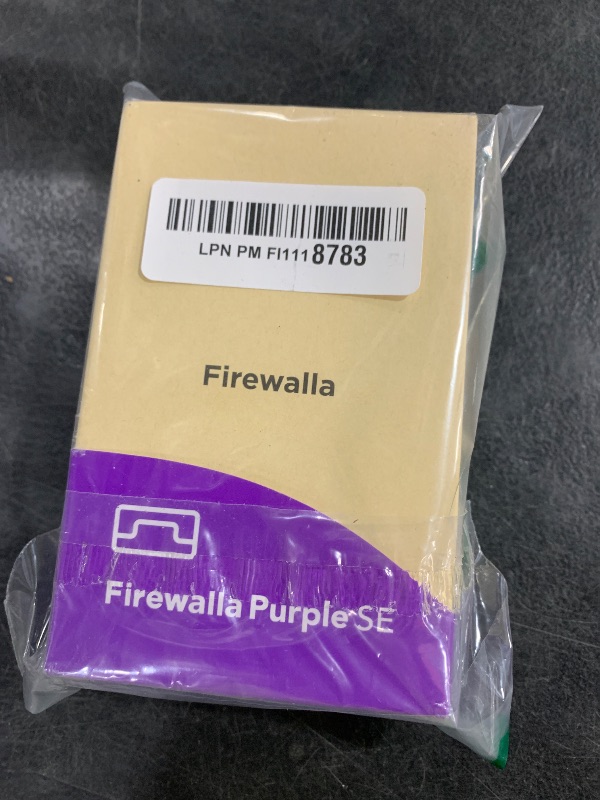 LPN PM FI1118783
Firewalla
Firewalla Purple SE